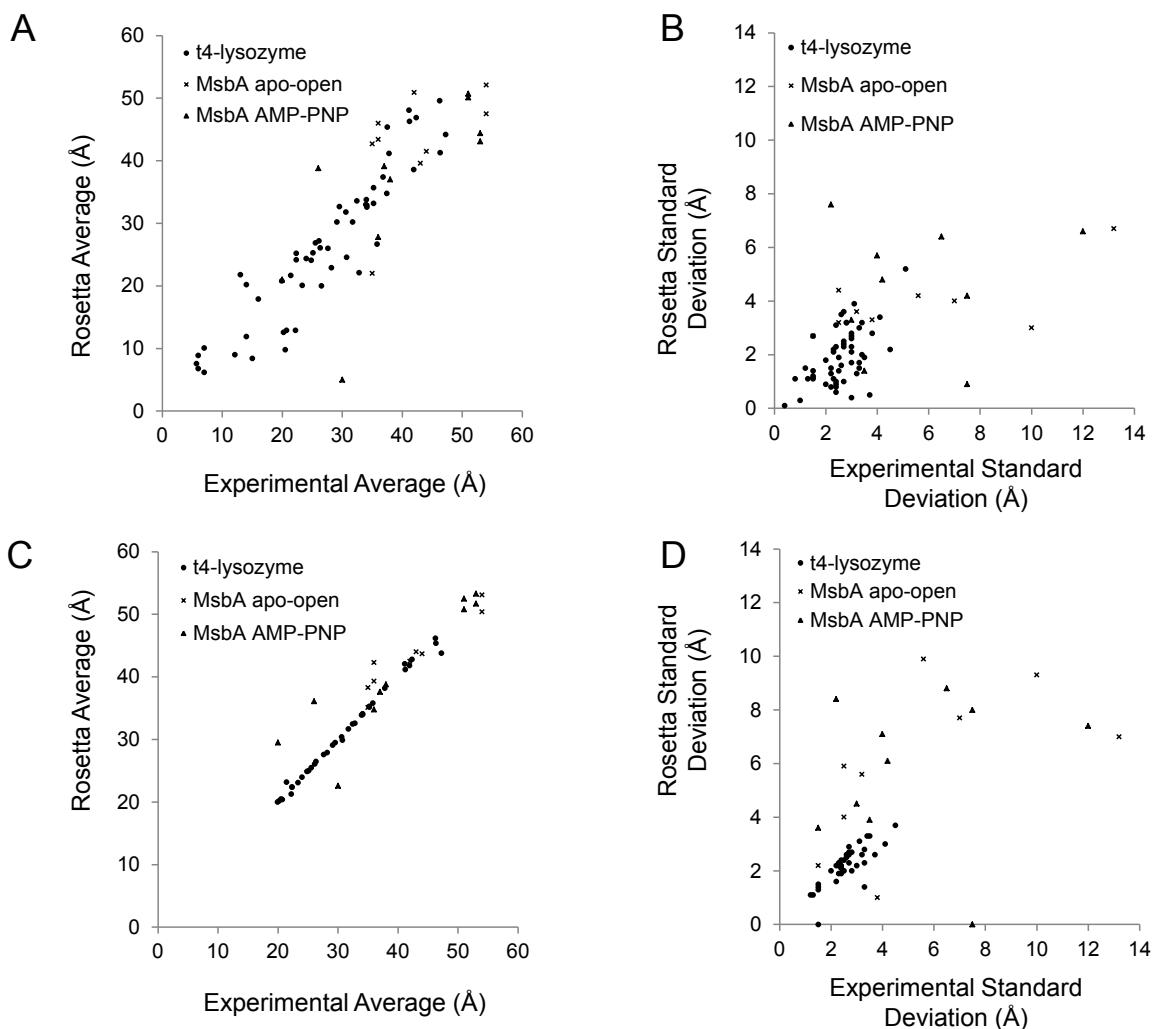 A
60
50
40
30
20
10
0
Rosetta Average (Å)
t4-lysozyme
MsbA apo-open
MsbA AMP-PNP
0 10 20 30 40 50 60
Experimental Average (Å)
B
14
12
10
8
6
4
2
0
Rosetta Standard
Deviation (Å)
t4-lysozyme
MsbA apo-open
MsbA AMP-PNP
0 2 4 6 8 10 12 14
Experimental Standard
Deviation (Å)
C
60
50
40
30
20
10
0
Rosetta Average (Å)
t4-lysozyme
MsbA apo-open
MsbA AMP-PNP
0 10 20 30 40 50 60
Experimental Average (Å)
D
14
12
10
8
6
4
2
0
Rosetta Standard
Deviation (Å)
t4-lysozyme
MsbA apo-open
MsbA AMP-PNP
0 2 4 6 8 10 12 14
Experimental Standard
Deviation (Å)